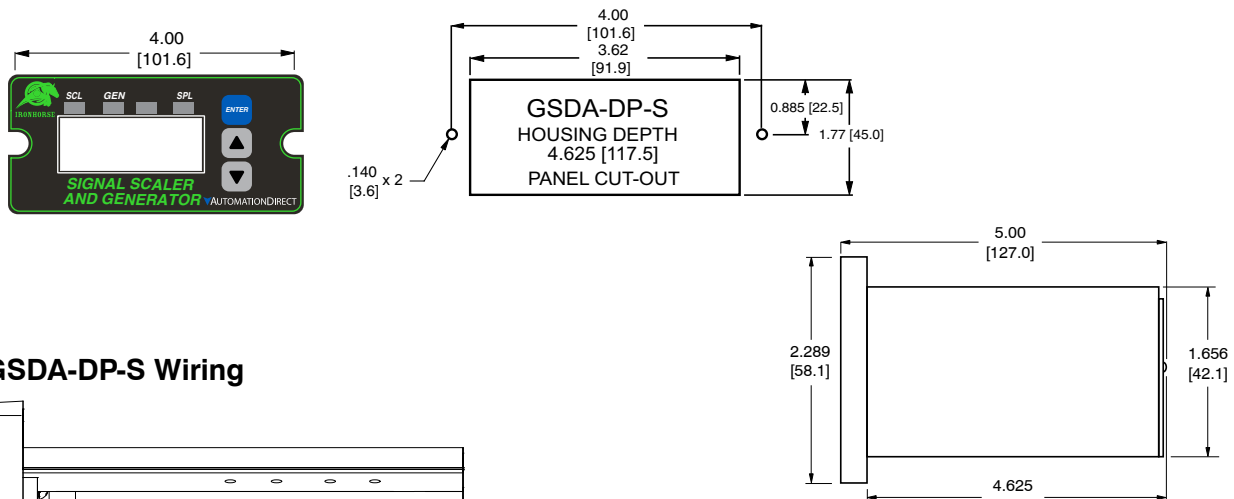 4.00
[101.6]
SCL GEN SPL
IRONHORSE
ENTER
SIGNAL SCALER
AND GENERATOR
AUTOMATIONDIRECT
4.00
[101.6]
3.62
[91.9]
GSDA-DP-S
HOUSING DEPTH
4.625 [117.5]
PANEL CUT-OUT
0.885 [22.5]
1.77 [45.0]
.140 x 2
[3.6]
5.00
[127.0]
2.289
[58.1]
1.656
[42.1]
4.625
GSDA-DP-S Wiring